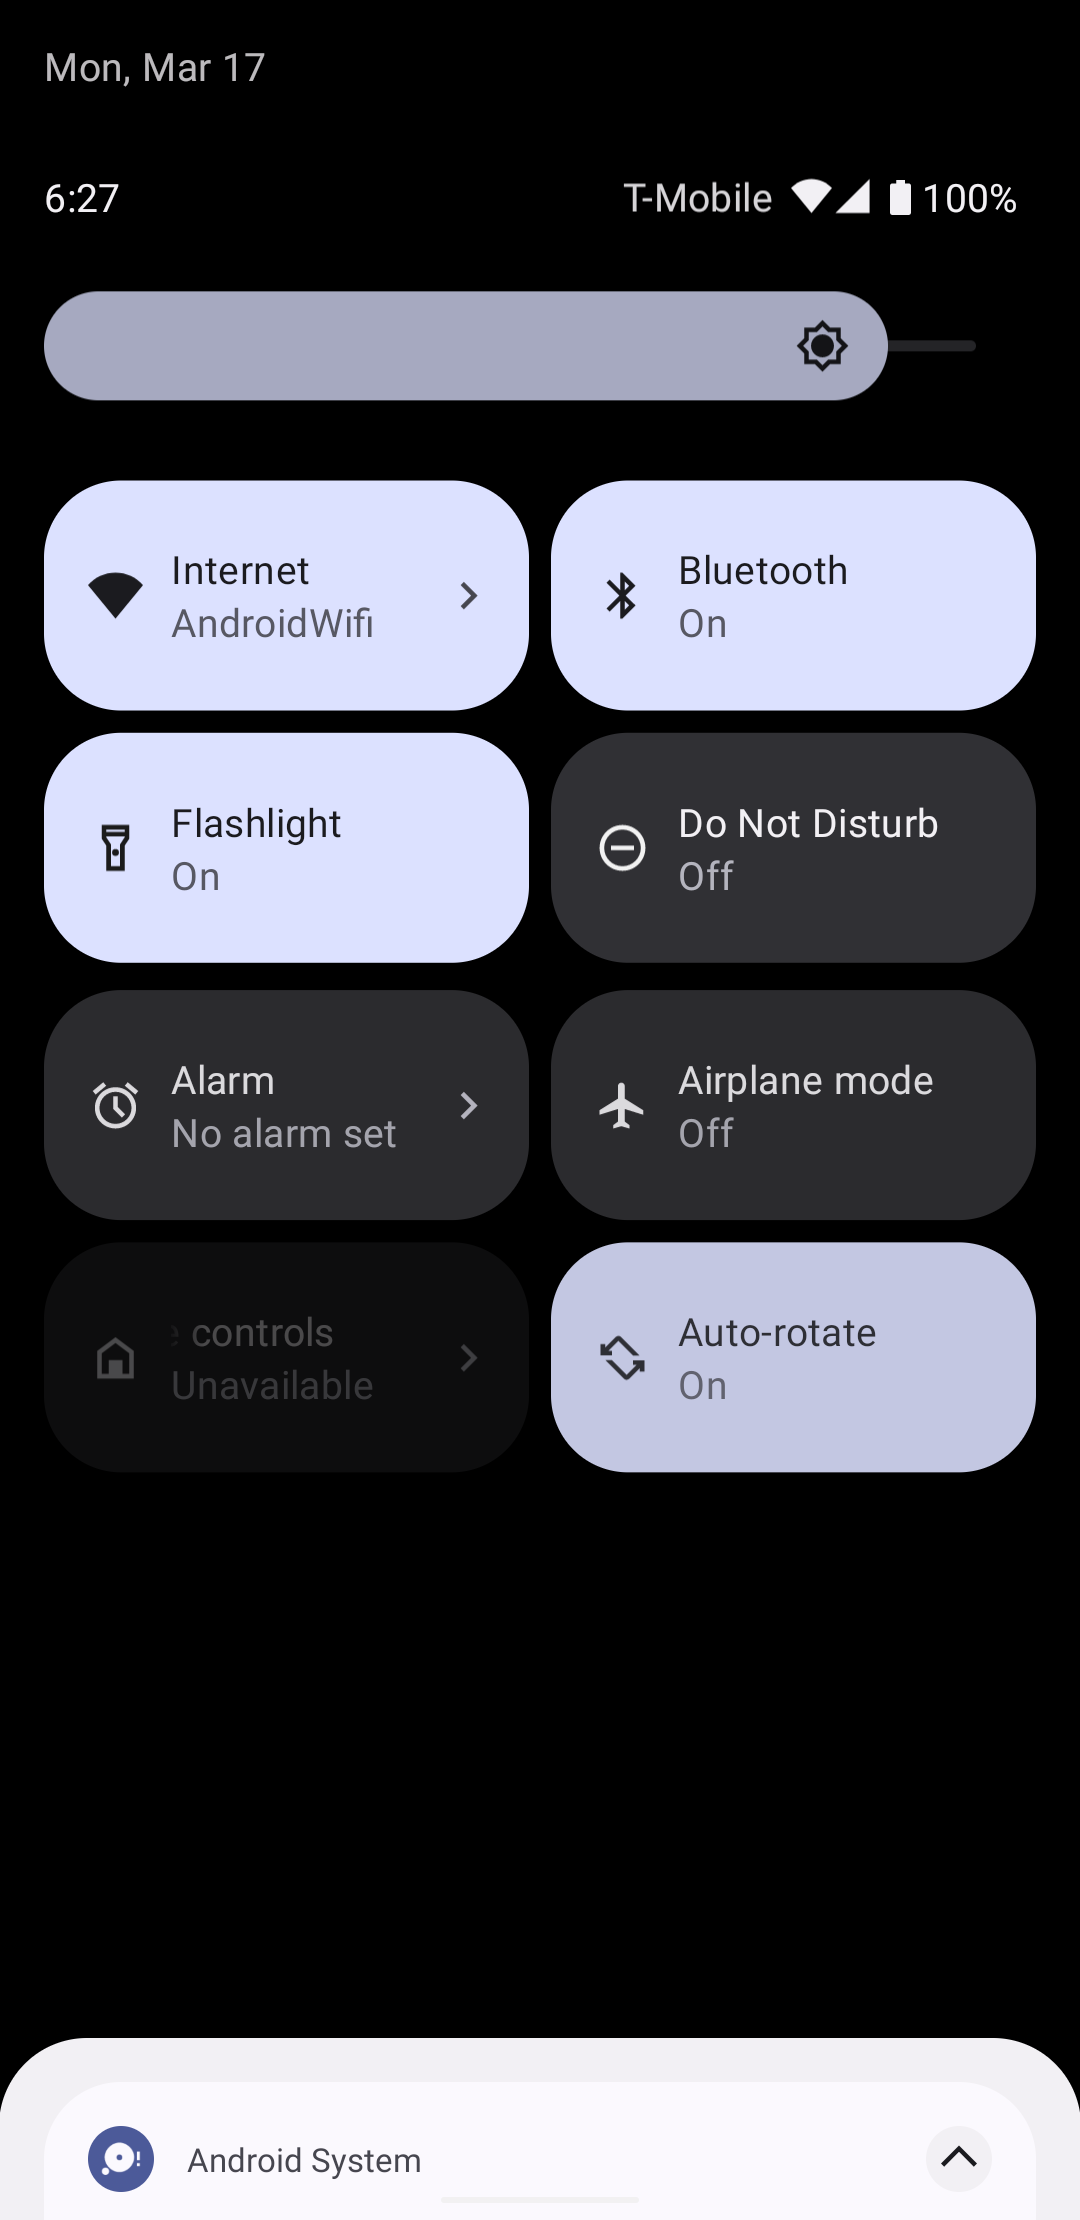 Mon, Mar 17
6:27 T-Mobile 100%
Internet
AndroidWifi
Bluetooth
On
Flashlight
On
Do Not Disturb
Off
Alarm
No alarm set
Airplane mode
Off
controls
Unavailable
Auto-rotate
On
Android System